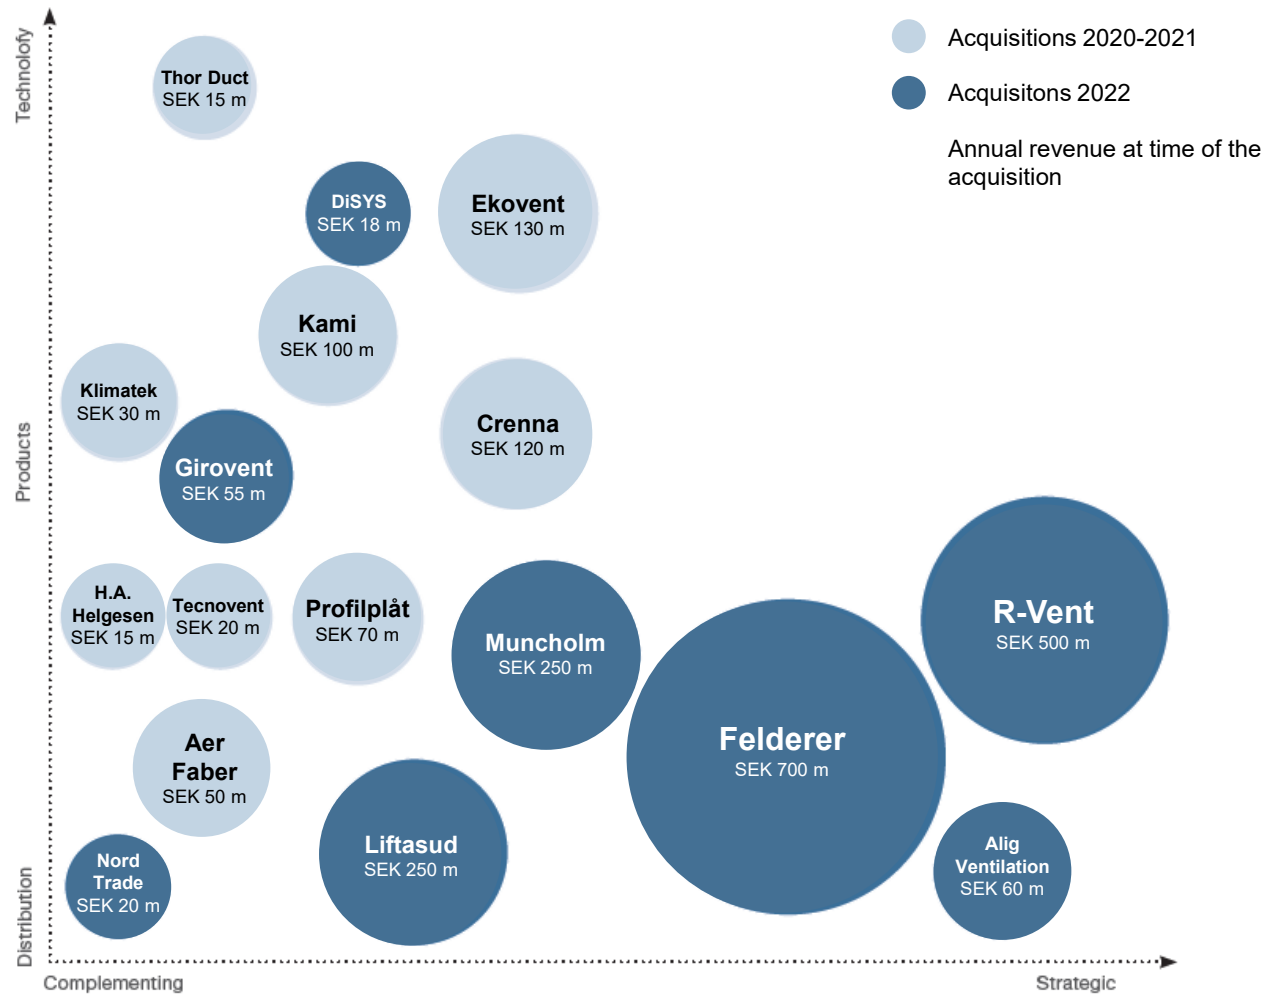 Technolofy
Products
Distribution
Complementing
Strategic
Acquisitions 2020-2021
Acquisitons 2022
Annual revenue at time of the
acquisition
Thor Duct
SEK 15 m
DiSYS
SEK 18 m
Ekovent
SEK 130 m
Kami
SEK 100 m
Klimatek
SEK 30 m
Girovent
SEK 55 m
Crenna
SEK 120 m
H.A.
Helgesen
SEK 15 m
Tecnovent
SEK 20 m
Profilplåt
SEK 70 m
Muncholm
SEK 250 m
R-Vent
SEK 500 m
Felderer
SEK 700 m
Aer
Faber
SEK 50 m
Liftasud
SEK 250 m
Nord
Trade
SEK 20 m
Alig
Ventilation
SEK 60 m